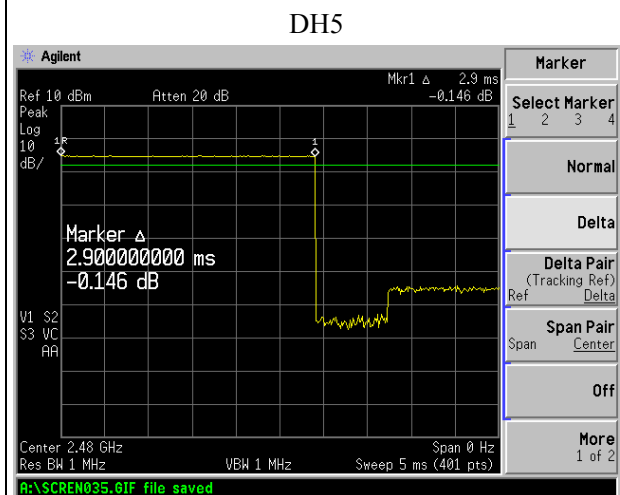 DH5
Agilent
Marker
Mkr1 Δ 2.9 ms
Ref 10 dBm Atten 20 dB -0.146 dB
Peak
Log
10
dB/
1R
1
Select Marker
1 2 3 4
Normal
Delta
Delta Pair
(Tracking Ref)
Ref Delta
Span Pair
Span Center
Off
More
1 of 2
Marker Δ
2.900000000 ms
-0.146 dB
V1 S2
S3 VC
AA
Center 2.48 GHz Span 0 Hz
Res BW 1 MHz VBW 1 MHz Sweep 5 ms (401 pts)
A:\SCREN035.GIF file saved